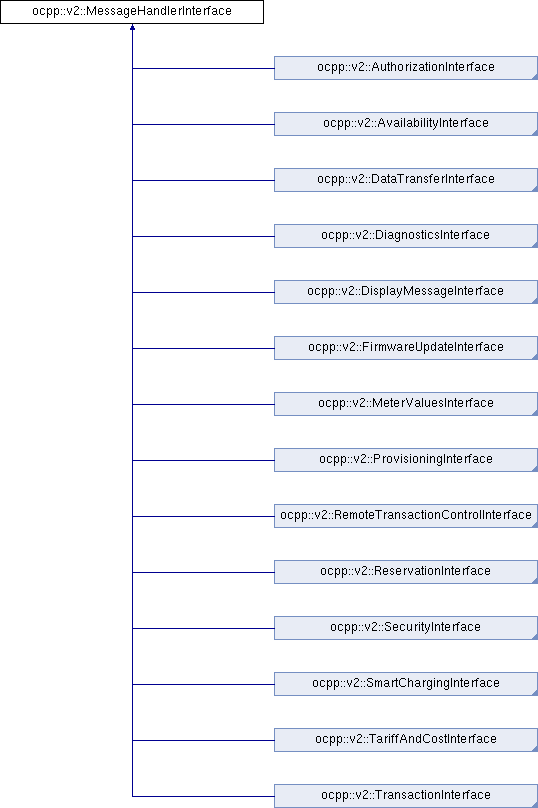 ocpp::v2::MessageHandlerInterface
ocpp::v2::AuthorizationInterface
ocpp::v2::AvailabilityInterface
ocpp::v2::DataTransferInterface
ocpp::v2::DiagnosticsInterface
ocpp::v2::DisplayMessageInterface
ocpp::v2::FirmwareUpdateInterface
ocpp::v2::MeterValuesInterface
ocpp::v2::ProvisioningInterface
ocpp::v2::RemoteTransactionControlInterface
ocpp::v2::ReservationInterface
ocpp::v2::SecurityInterface
ocpp::v2::SmartChargingInterface
ocpp::v2::TariffAndCostInterface
ocpp::v2::TransactionInterface